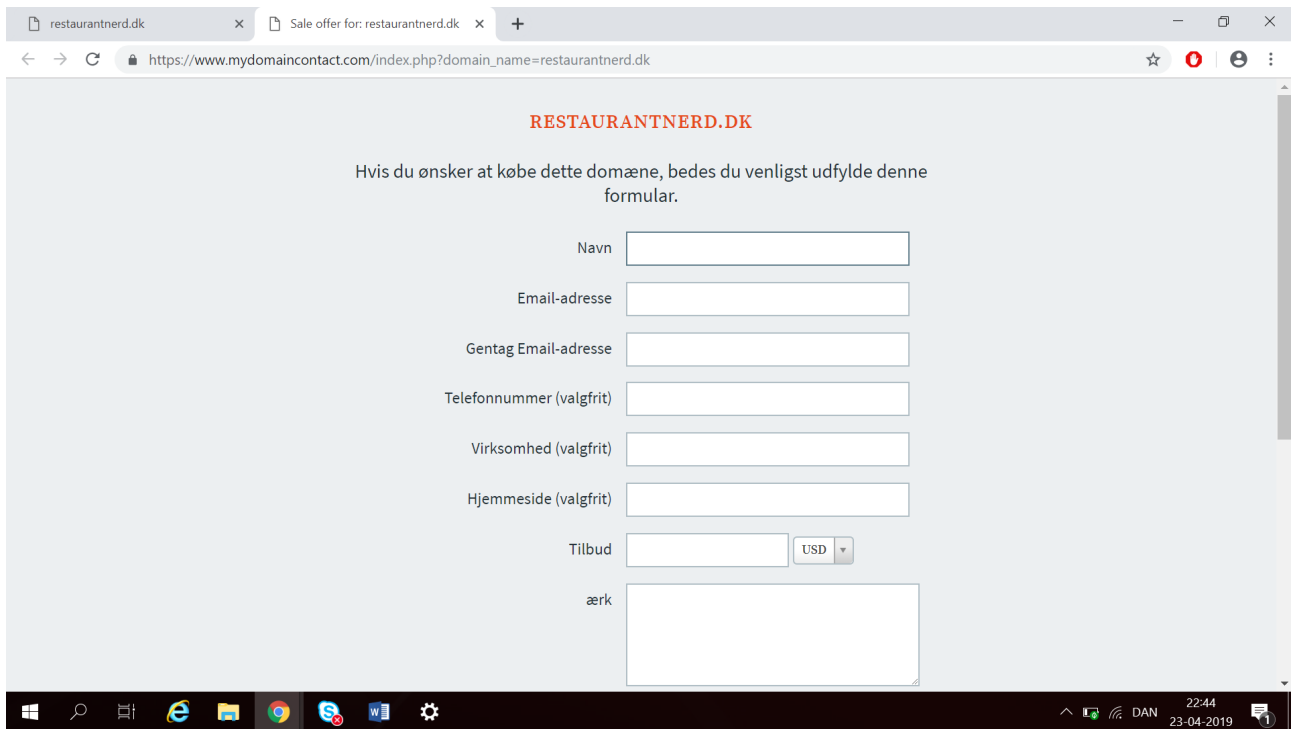 restaurantnerd.dk
Sale offer for: restaurantnerd.dk
https://www.mydomaincontact.com/index.php?domain_name=restaurantnerd.dk
RESTAURANTNERD.DK
Hvis du ønsker at købe dette domæne, bedes du venligst udfylde denne
formular.
Navn
Email-adresse
Gentag Email-adresse
Telefonnummer (valgfrit)
Virksomhed (valgfrit)
Hjemmeside (valgfrit)
Tilbud
USD
ærk
DAN
22:44
23-04-2019
1